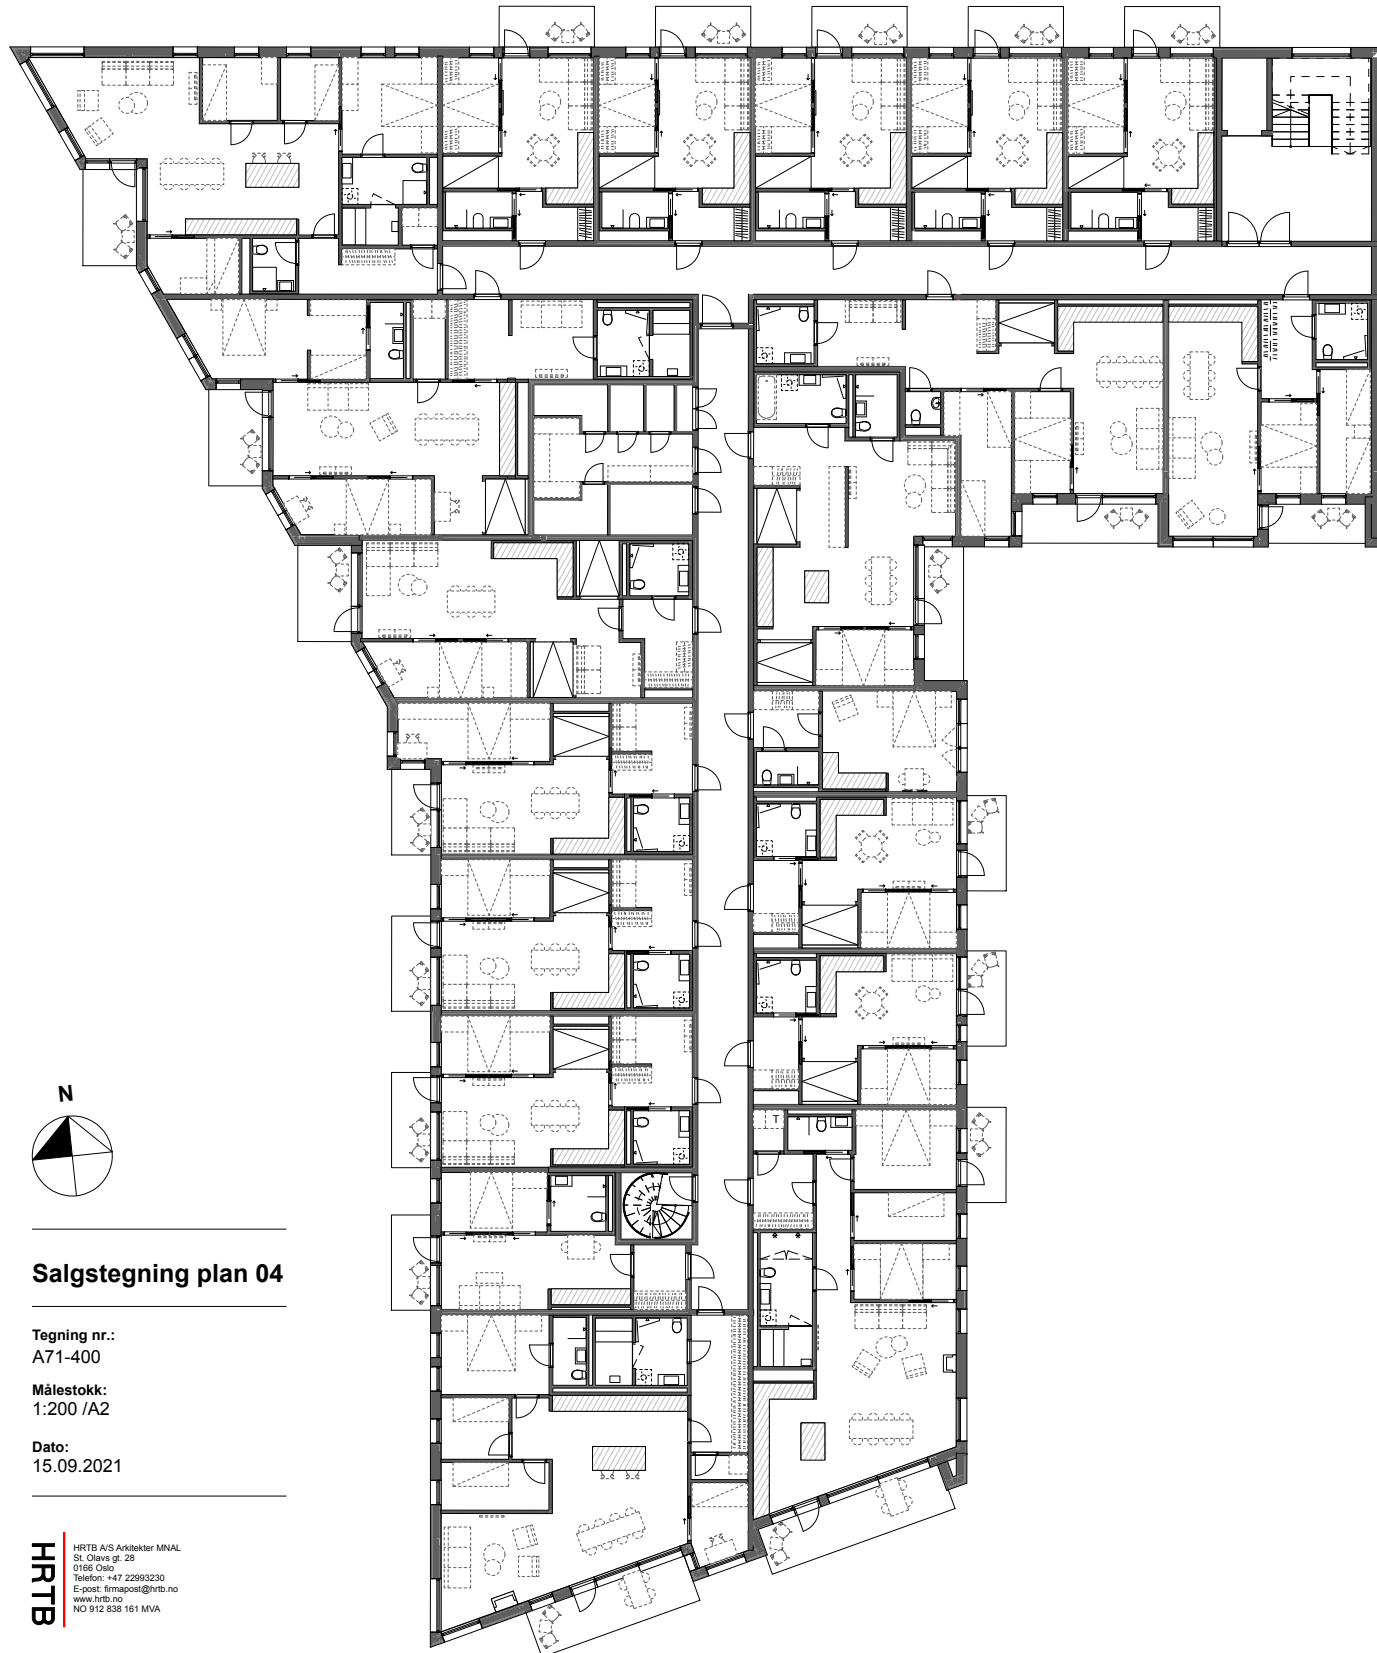 N
Salgstegning plan 04
Tegning nr.:
A71-400
Målestokk:
1:200 /A2
Dato:
15.09.2021
HRTB
HRTB A/S Arkitekter MNAL
St. Olavs gt. 28
0166 Oslo
Telefon: +47 22993230
E-post: firmapost@hrtb.no
www.hrtb.no
NO 912 838 161 MVA
T